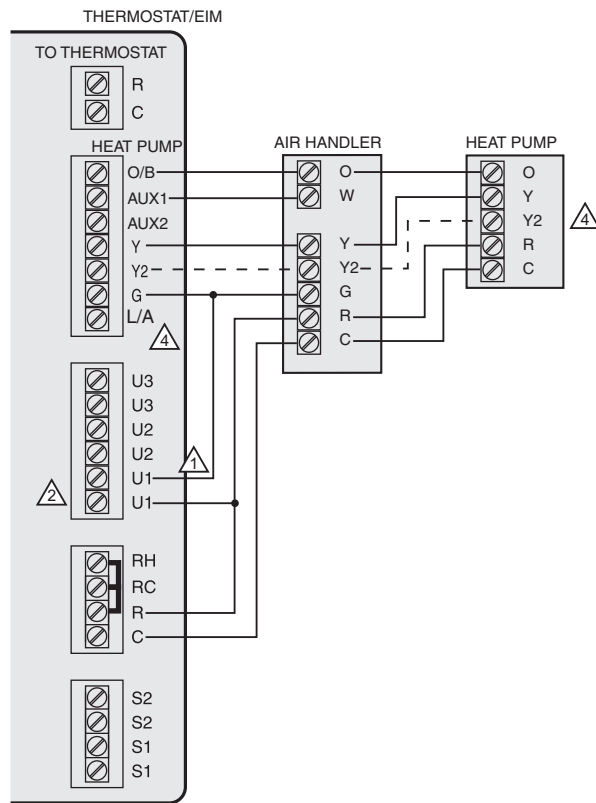 THERMOSTAT/EIM
TO THERMOSTAT
R
C
HEAT PUMP
O/B
AUX1
AUX2
Y
Y2
G
L/A
4
U3
U3
U2
U2
U1
U1
1
2
RH
RC
R
C
S2
S2
S1
S1
AIR HANDLER
O
W
Y
Y2
G
R
C
HEAT PUMP
O
Y
Y2
R
C
4